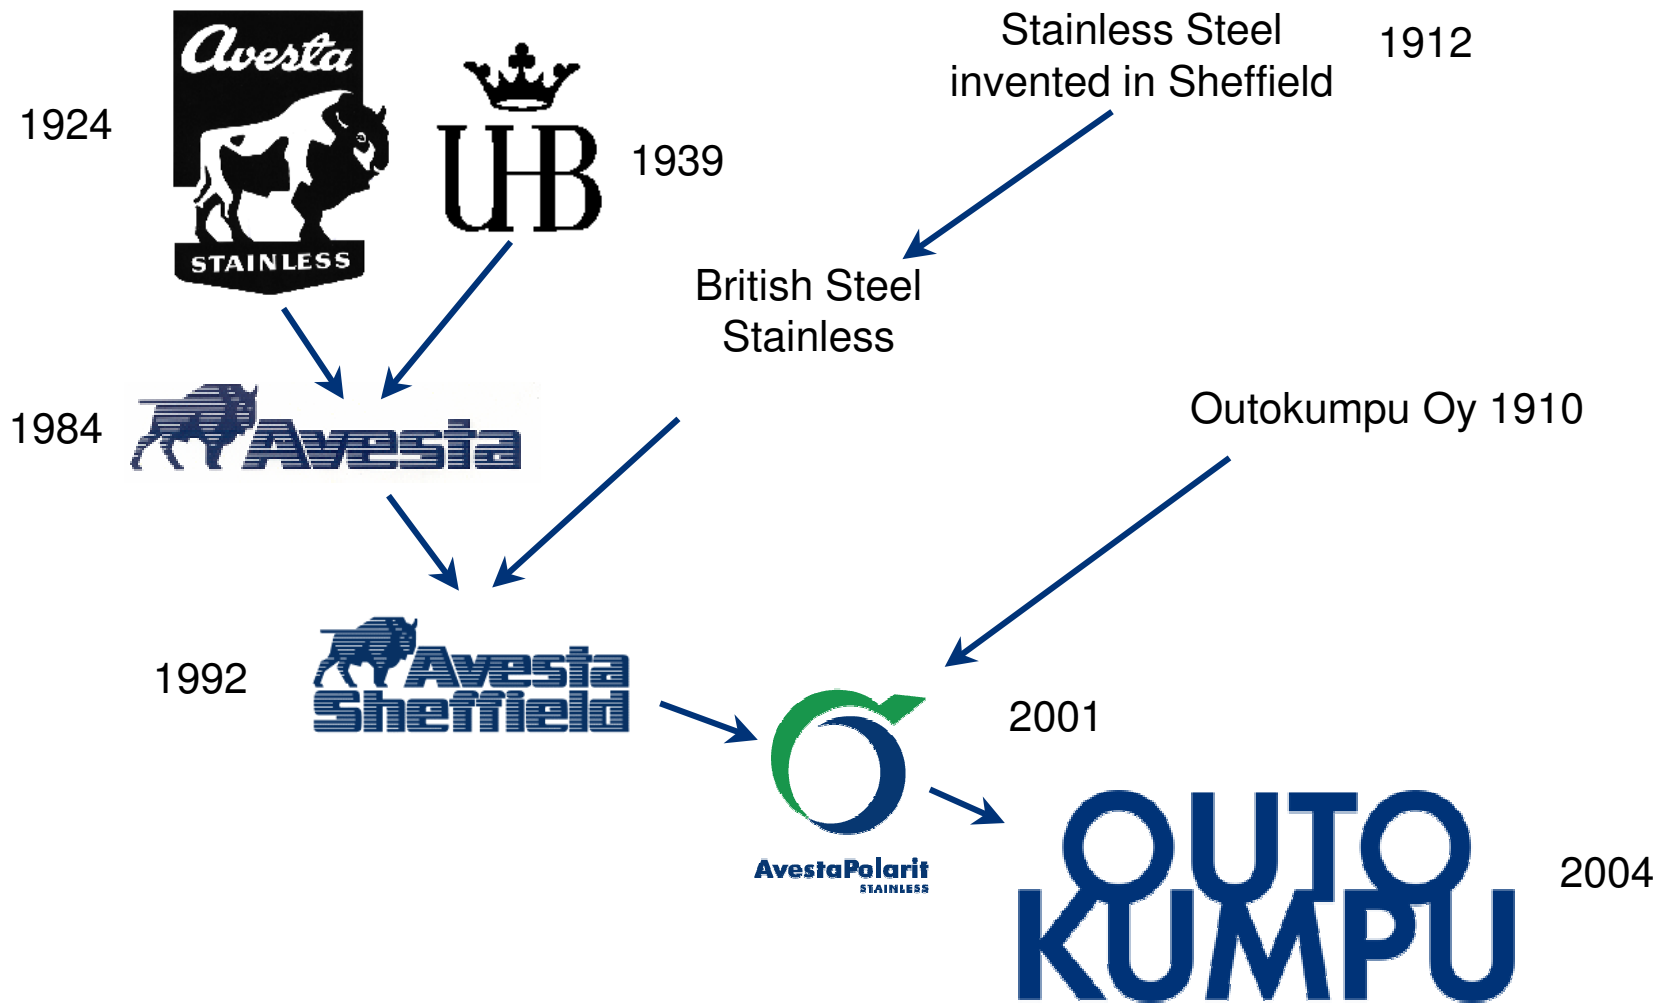 Avesta
STAINLESS
1924
UHB
1939
Stainless Steel
invented in Sheffield
1912
British Steel
Stainless
1984
Avesta
Outokumpu Oy 1910
1992
Avesta
Sheffield
2001
AvestaPolarit
STAINLESS
OUTO
KUMPU
2004